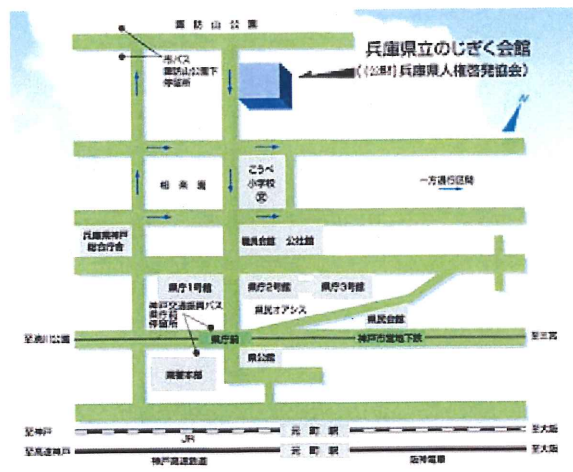 諏訪山公園
兵庫県立のじぎく会館
((公財)兵庫県人権啓発協会)
市バス
諏訪山公園下
停留所
N
こうべ
小学校
文
相楽園
一方通行区間
兵庫県神戸
総合庁舎
職員会館 公社館
県庁1号館
県庁2号館
県庁3号館
神戸交通振興バス
県庁前
停留所
県民オアシス
県民会館
至湊川公園
県庁前
神戸市営地下鉄
至三宮
県警本部
県公館
至神戸
JR
元町駅
至大阪
至高速神戸
神戸高速鉄道
元町駅
阪神電車
至大阪